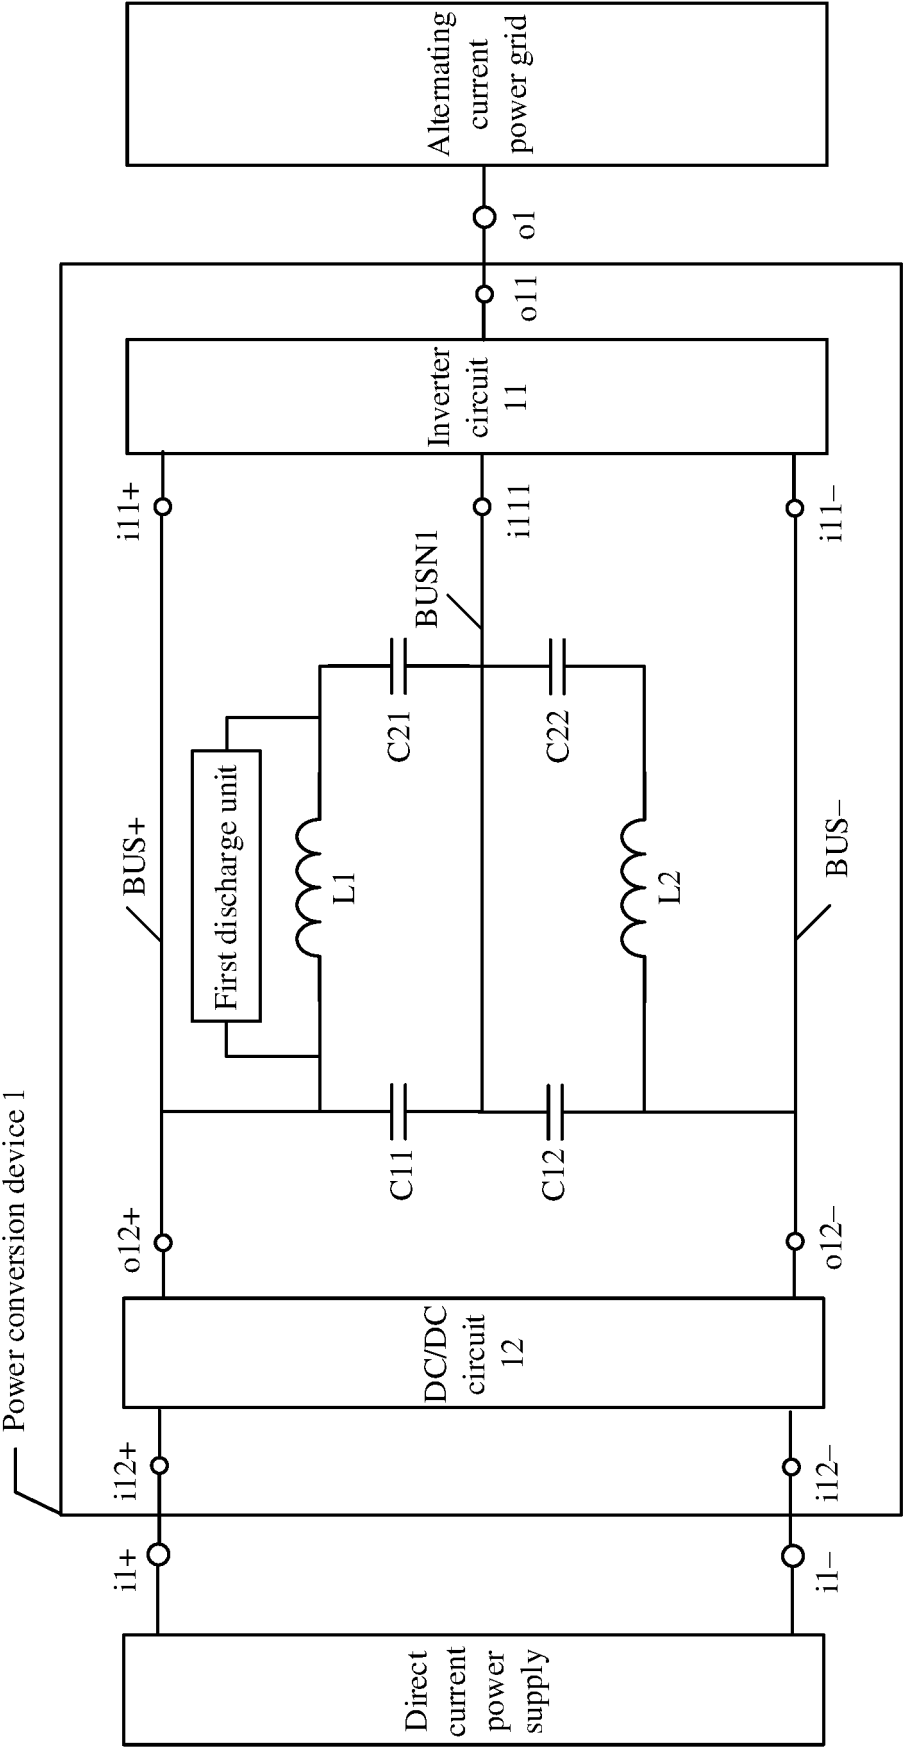 Power conversion device 1
Direct
current
power
supply
i1+
i1–
i12+
i12–
DC/DC
circuit
12
o12+
o12–
BUS+
First discharge unit
L1
C11
C21
C12
C22
L2
BUS–
BUSN1
i11+
i111
i11–
Inverter
circuit
11
o11
o1
Alternating
current
power grid